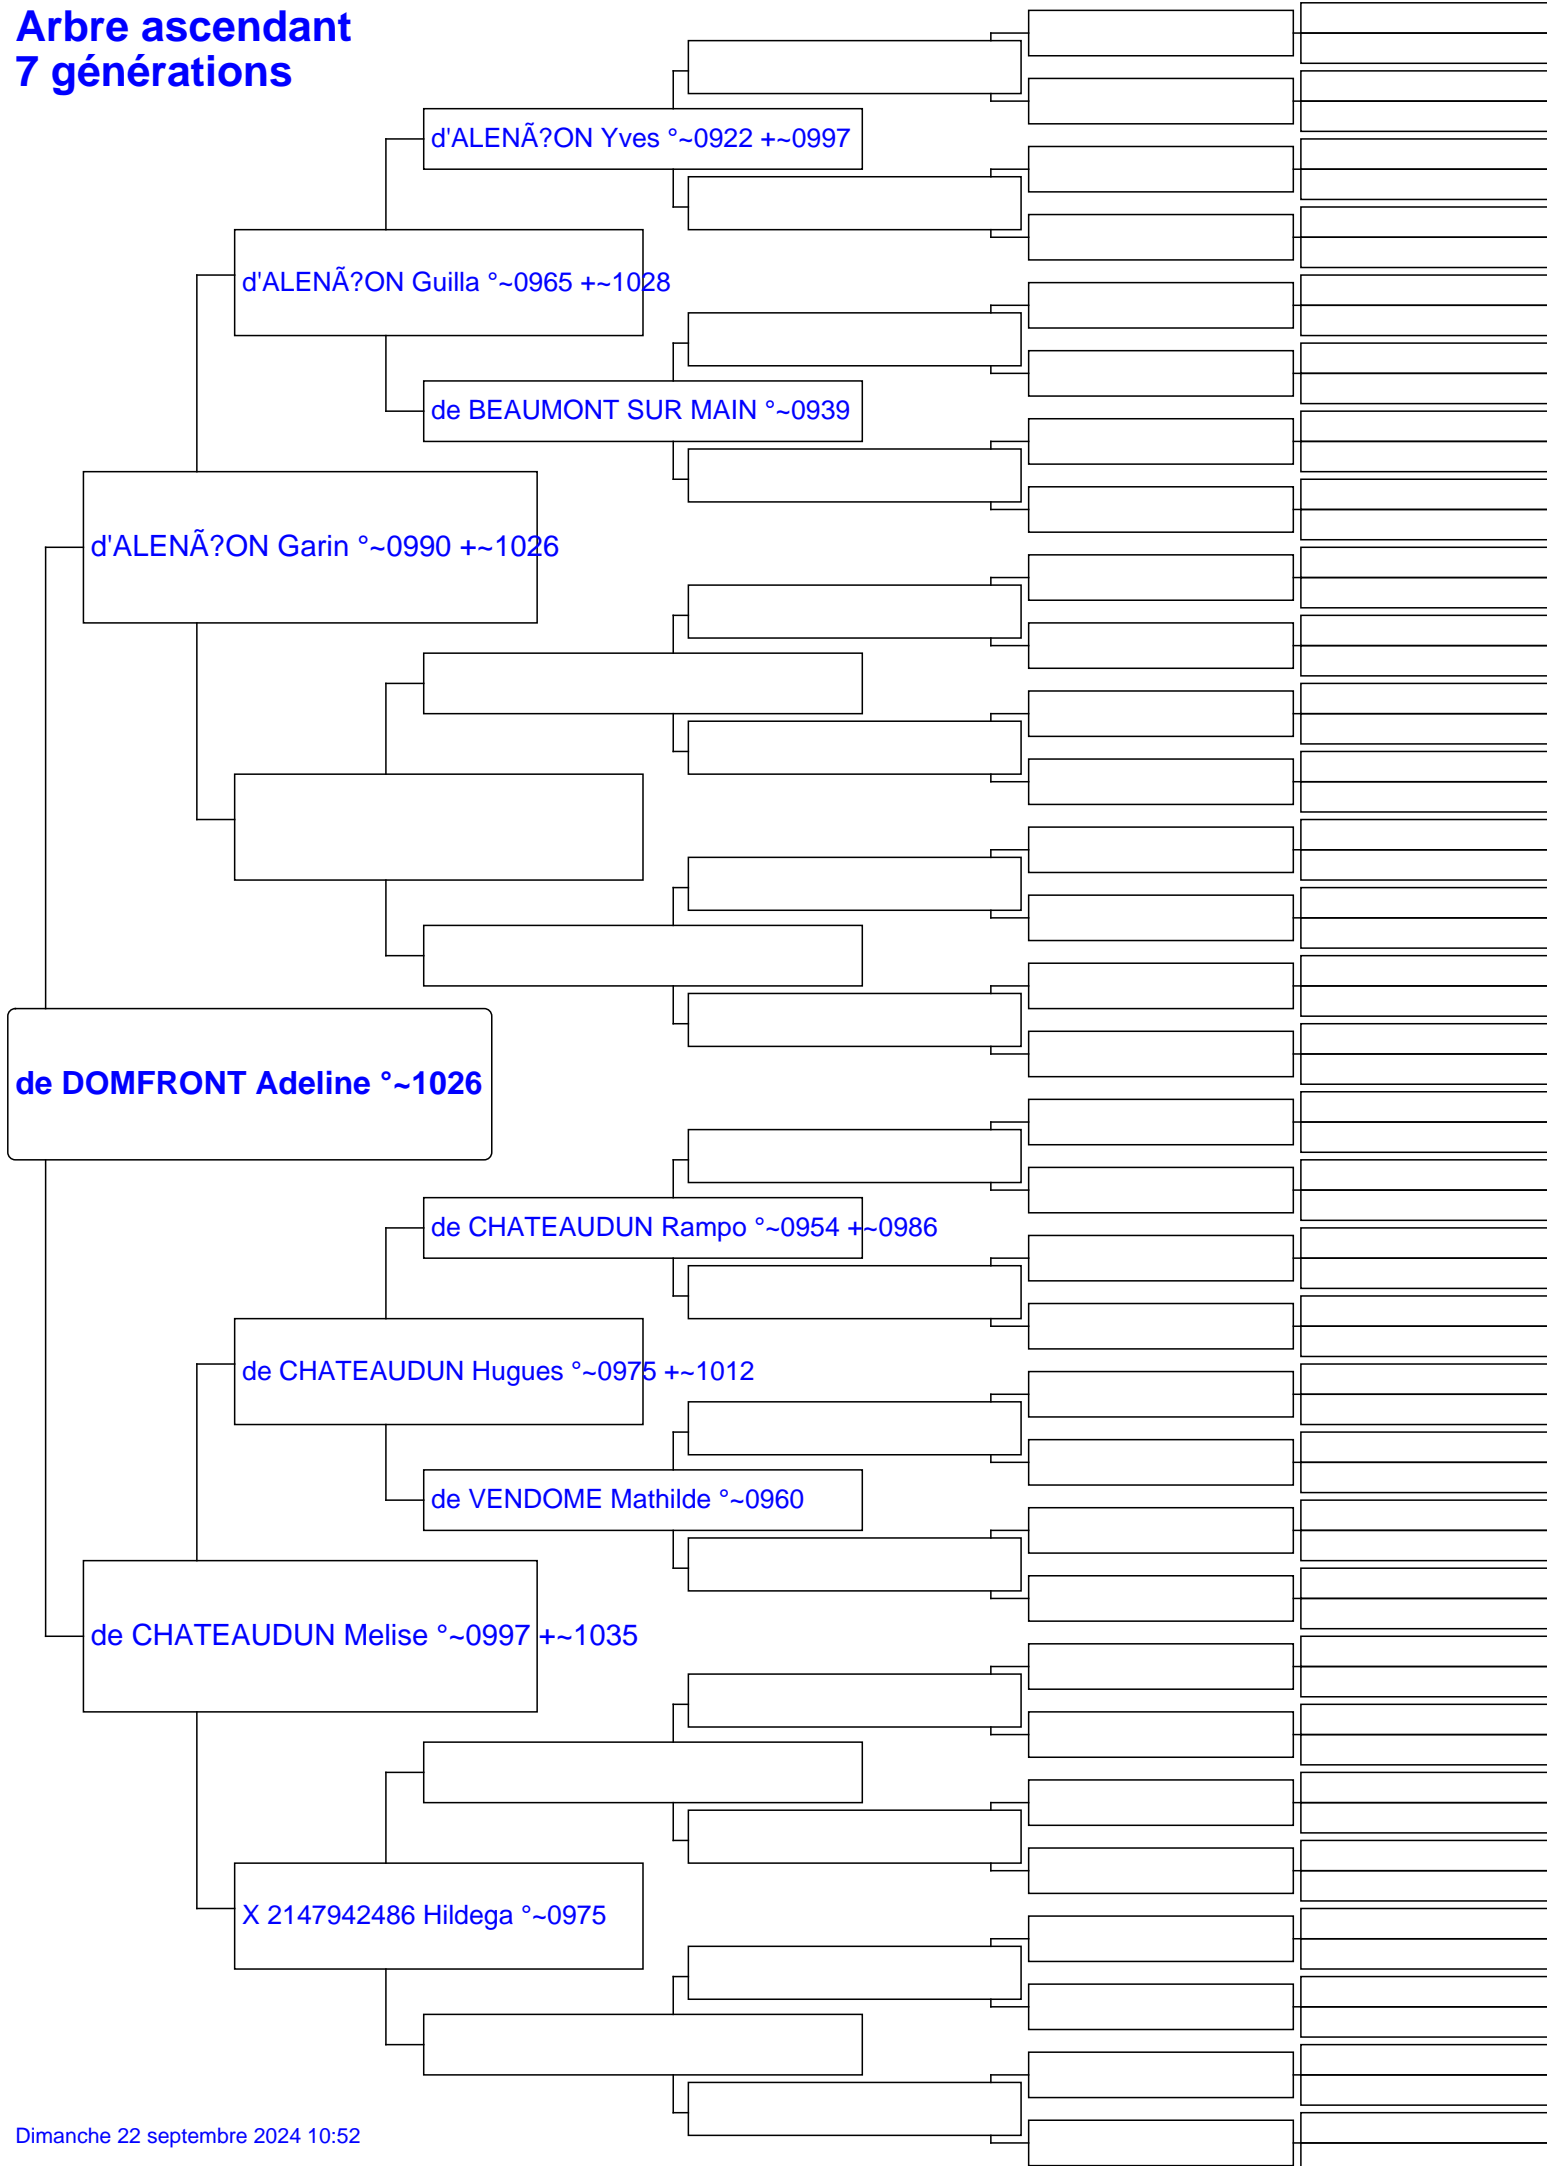 Arbre ascendant
7 générations
d'ALENÃ?ON Yves °~0922 +~0997
d'ALENÃ?ON Guilla °~0965 +~1028
de BEAUMONT SUR MAIN °~0939
d'ALENÃ?ON Garin °~0990 +~1026
de DOMFRONT Adeline °~1026
de CHATEAUDUN Rampo °~0954 +~0986
de CHATEAUDUN Hugues °~0975 +~1012
de VENDOME Mathilde °~0960
de CHATEAUDUN Melise °~0997 +~1035
X 2147942486 Hildega °~0975
Dimanche 22 septembre 2024 10:52